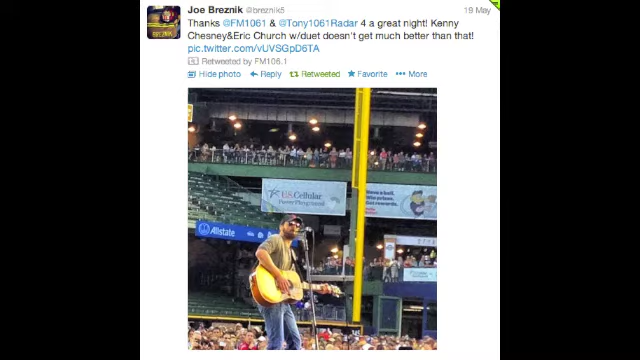 Joe Breznik @breznik5
19 May
Thanks @FM1061 & @Tony1061Radar 4 a great night! Kenny
Chesney&Eric Church w/duet doesn't get much better than that!
pic.twitter.com/vUVSGpD6TA
Retweeted by FM106.1
Hide photo Reply Retweeted Favorite More
U.S. Cellular
Power Playground
Allstate